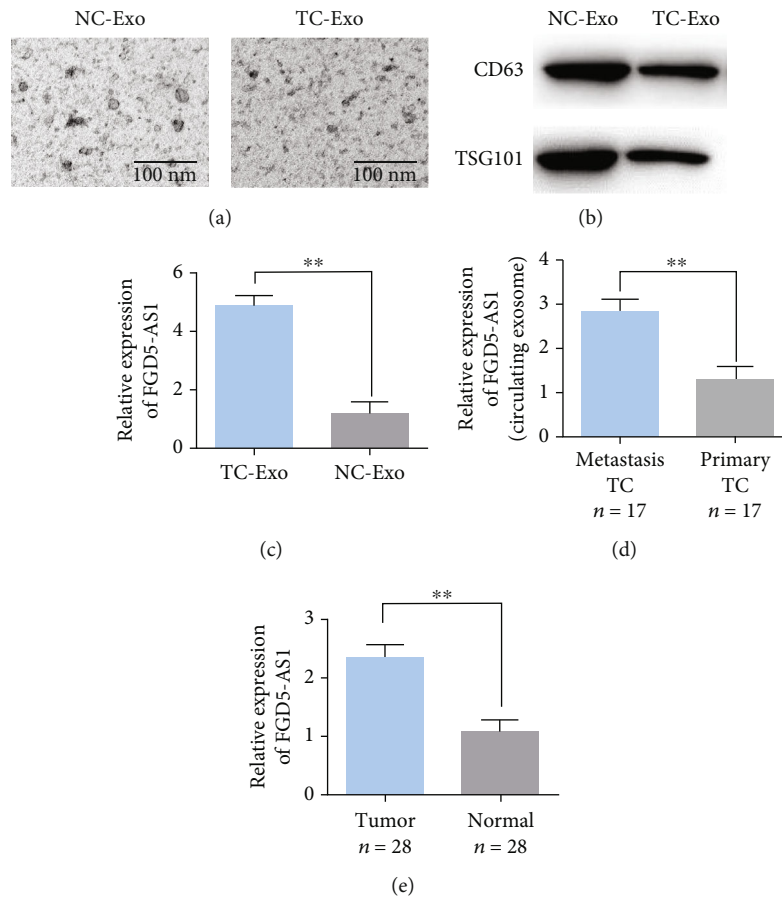 NC-Exo
TC-Exo
100 nm
100 nm
(a)
NC-Exo
TC-Exo
CD63
TSG101
(b)
Relative expression
of FGD5-AS1
6
4
2
0
**
TC-Exo
NC-Exo
(c)
Relative expression
of FGD5-AS1
(circulating exosome)
4
3
2
1
0
**
Metastasis
TC
n = 17
Primary
TC
n = 17
(d)
Relative expression
of FGD5-AS1
3
2
1
0
**
Tumor
n = 28
Normal
n = 28
(e)